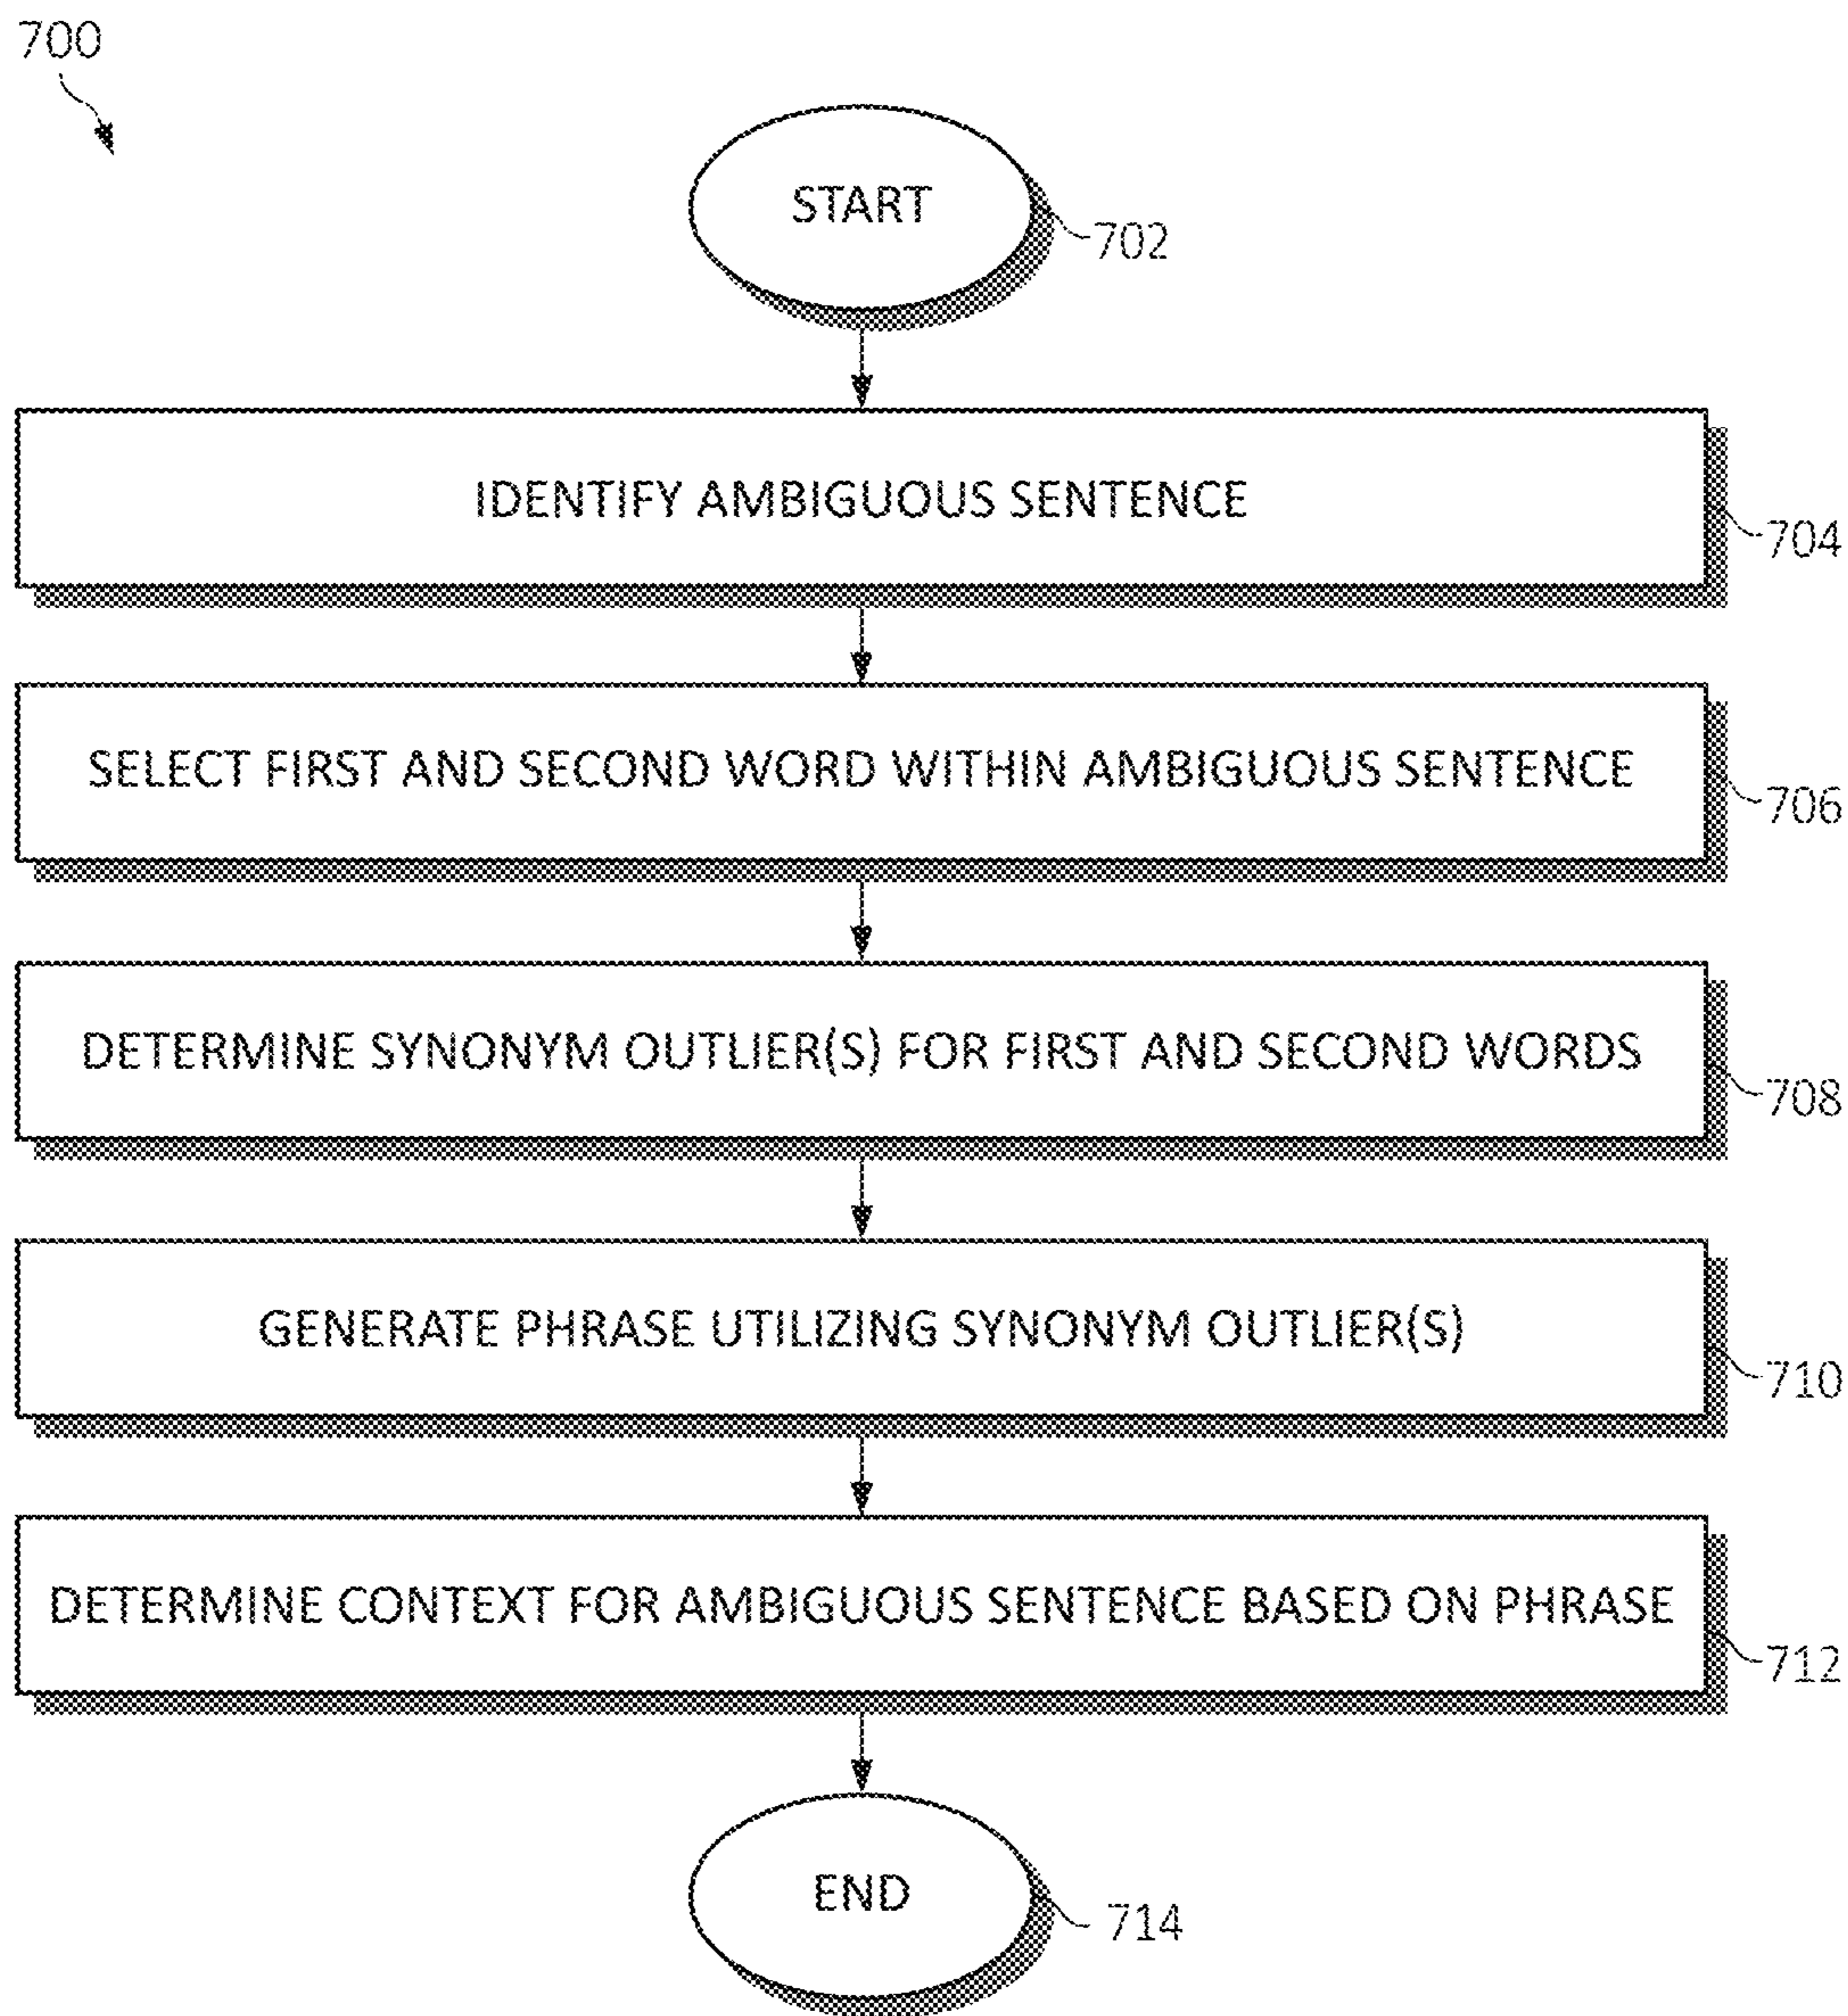 700
START
702
IDENTIFY AMBIGUOUS SENTENCE
704
SELECT FIRST AND SECOND WORD WITHIN AMBIGUOUS SENTENCE
706
DETERMINE SYNONYM OUTLIER(S) FOR FIRST AND SECOND WORDS
708
GENERATE PHRASE UTILIZING SYNONYM OUTLIER(S)
710
DETERMINE CONTEXT FOR AMBIGUOUS SENTENCE BASED ON PHRASE
712
END
714